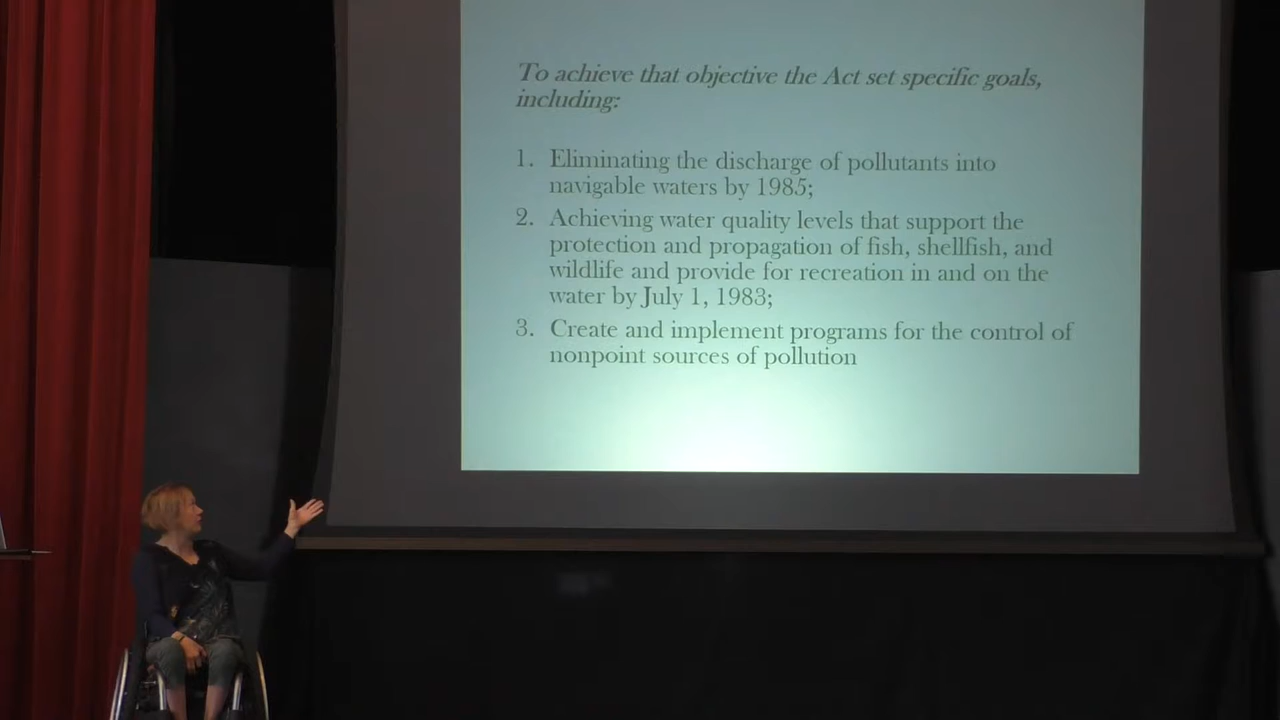 To achieve that objective the Act set specific goals,
including:
1. Eliminating the discharge of pollutants into
navigable waters by 1985;
2. Achieving water quality levels that support the
protection and propagation of fish, shellfish, and
wildlife and provide for recreation in and on the
water by July 1, 1983;
3. Create and implement programs for the control of
nonpoint sources of pollution